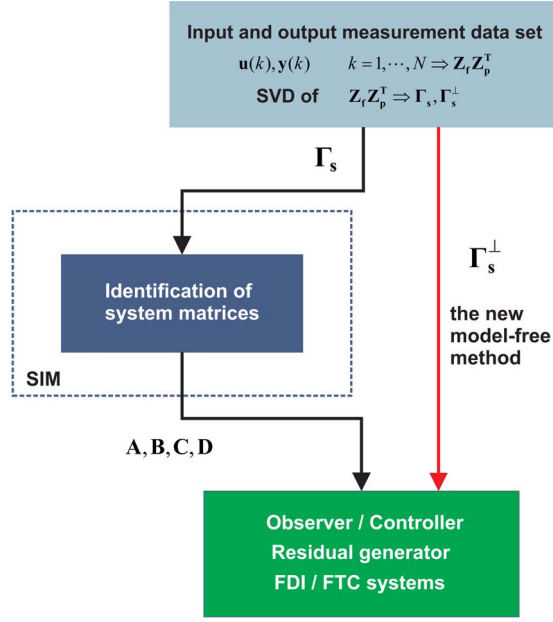 Input and output measurement data set
u(k), y(k) k = 1, ⋯, N ⇒ Z_f Z_p^T
SVD of Z_f Z_p^T ⇒ Γ_s, Γ_s^⊥
Γ_s
Γ_s^⊥
the new
model-free
method
Identification of
system matrices
SIM
A, B, C, D
Observer / Controller
Residual generator
FDI / FTC systems